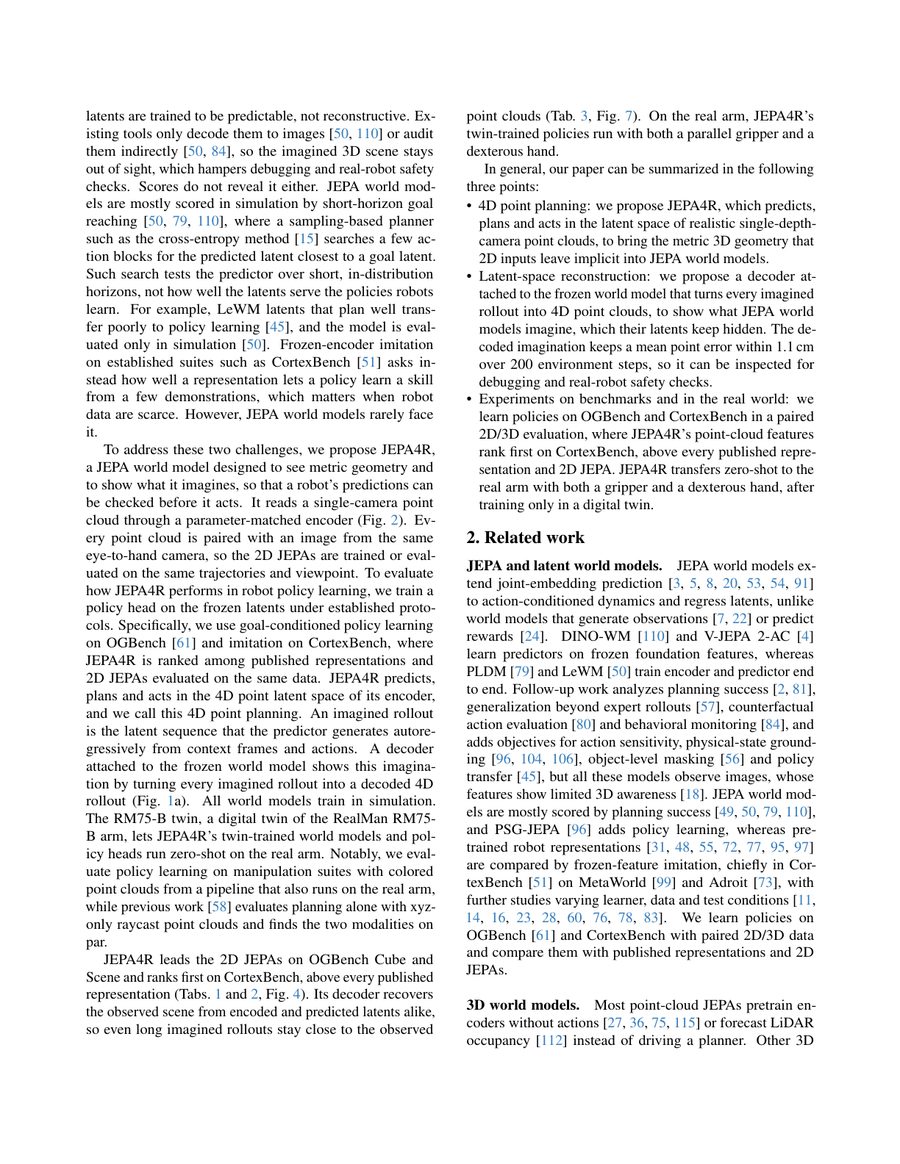 latents are trained to be predictable, not reconstructive. Ex-
isting tools only decode them to images [50, 110] or audit
them indirectly [50, 84], so the imagined 3D scene stays
out of sight, which hampers debugging and real-robot safety
checks. Scores do not reveal it either. JEPA world mod-
els are mostly scored in simulation by short-horizon goal
reaching [50, 79, 110], where a sampling-based planner
such as the cross-entropy method [15] searches a few ac-
tion blocks for the predicted latent closest to a goal latent.
Such search tests the predictor over short, in-distribution
horizons, not how well the latents serve the policies robots
learn. For example, LeWM latents that plan well trans-
fer poorly to policy learning [45], and the model is eval-
uated only in simulation [50]. Frozen-encoder imitation
on established suites such as CortexBench [51] asks in-
stead how well a representation lets a policy learn a skill
from a few demonstrations, which matters when robot
data are scarce. However, JEPA world models rarely face
it.
To address these two challenges, we propose JEPA4R,
a JEPA world model designed to see metric geometry and
to show what it imagines, so that a robot's predictions can
be checked before it acts. It reads a single-camera point
cloud through a parameter-matched encoder (Fig. 2). Ev-
ery point cloud is paired with an image from the same
eye-to-hand camera, so the 2D JEPAs are trained or eval-
uated on the same trajectories and viewpoint. To evaluate
how JEPA4R performs in robot policy learning, we train a
policy head on the frozen latents under established proto-
cols. Specifically, we use goal-conditioned policy learning
on OGBench [61] and imitation on CortexBench, where
JEPA4R is ranked among published representations and
2D JEPAs evaluated on the same data. JEPA4R predicts,
plans and acts in the 4D point latent space of its encoder,
and we call this 4D point planning. An imagined rollout
is the latent sequence that the predictor generates autore-
gressively from context frames and actions. A decoder
attached to the frozen world model shows this imagina-
tion by turning every imagined rollout into a decoded 4D
rollout (Fig. 1a). All world models train in simulation.
The RM75-B twin, a digital twin of the RealMan RM75-
B arm, lets JEPA4R's twin-trained world models and pol-
icy heads run zero-shot on the real arm. Notably, we eval-
uate policy learning on manipulation suites with colored
point clouds from a pipeline that also runs on the real arm,
while previous work [58] evaluates planning alone with xyz-
only raycast point clouds and finds the two modalities on
par.
JEPA4R leads the 2D JEPAs on OGBench Cube and
Scene and ranks first on CortexBench, above every published
representation (Tabs. 1 and 2, Fig. 4). Its decoder recovers
the observed scene from encoded and predicted latents alike,
so even long imagined rollouts stay close to the observed
point clouds (Tab. 3, Fig. 7). On the real arm, JEPA4R's
twin-trained policies run with both a parallel gripper and a
dexterous hand.
In general, our paper can be summarized in the following
three points:
• 4D point planning: we propose JEPA4R, which predicts,
plans and acts in the latent space of realistic single-depth-
camera point clouds, to bring the metric 3D geometry that
2D inputs leave implicit into JEPA world models.
• Latent-space reconstruction: we propose a decoder at-
tached to the frozen world model that turns every imagined
rollout into 4D point clouds, to show what JEPA world
models imagine, which their latents keep hidden. The de-
coded imagination keeps a mean point error within 1.1 cm
over 200 environment steps, so it can be inspected for
debugging and real-robot safety checks.
• Experiments on benchmarks and in the real world: we
learn policies on OGBench and CortexBench in a paired
2D/3D evaluation, where JEPA4R's point-cloud features
rank first on CortexBench, above every published repre-
sentation and 2D JEPA. JEPA4R transfers zero-shot to the
real arm with both a gripper and a dexterous hand, after
training only in a digital twin.
2. Related work
JEPA and latent world models. JEPA world models ex-
tend joint-embedding prediction [3, 5, 8, 20, 53, 54, 91]
to action-conditioned dynamics and regress latents, unlike
world models that generate observations [7, 22] or predict
rewards [24]. DINO-WM [110] and V-JEPA 2-AC [4]
learn predictors on frozen foundation features, whereas
PLDM [79] and LeWM [50] train encoder and predictor end
to end. Follow-up work analyzes planning success [2, 81],
generalization beyond expert rollouts [57], counterfactual
action evaluation [80] and behavioral monitoring [84], and
adds objectives for action sensitivity, physical-state ground-
ing [96, 104, 106], object-level masking [56] and policy
transfer [45], but all these models observe images, whose
features show limited 3D awareness [18]. JEPA world mod-
els are mostly scored by planning success [49, 50, 79, 110],
and PSG-JEPA [96] adds policy learning, whereas pre-
trained robot representations [31, 48, 55, 72, 77, 95, 97]
are compared by frozen-feature imitation, chiefly in Cor-
texBench [51] on MetaWorld [99] and Adroit [73], with
further studies varying learner, data and test conditions [11,
14, 16, 23, 28, 60, 76, 78, 83]. We learn policies on
OGBench [61] and CortexBench with paired 2D/3D data
and compare them with published representations and 2D
JEPAs.
3D world models. Most point-cloud JEPAs pretrain en-
coders without actions [27, 36, 75, 115] or forecast LiDAR
occupancy [112] instead of driving a planner. Other 3D